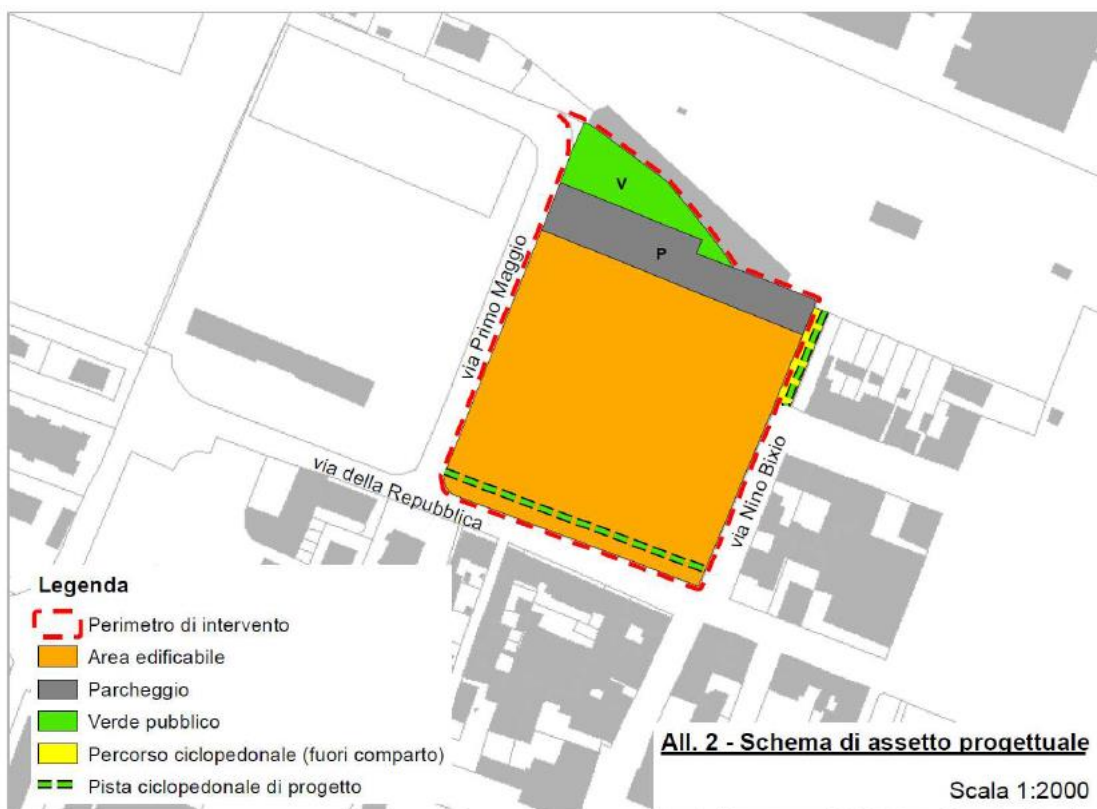 V
P
via Primo Maggio
via della Repubblica
via Nino Bixio
Legenda
Perimetro di intervento
Area edificabile
Parcheggio
Verde pubblico
Percorso ciclopedonale (fuori comparto)
Pista ciclopedonale di progetto
All. 2 - Schema di assetto progettuale
Scala 1:2000